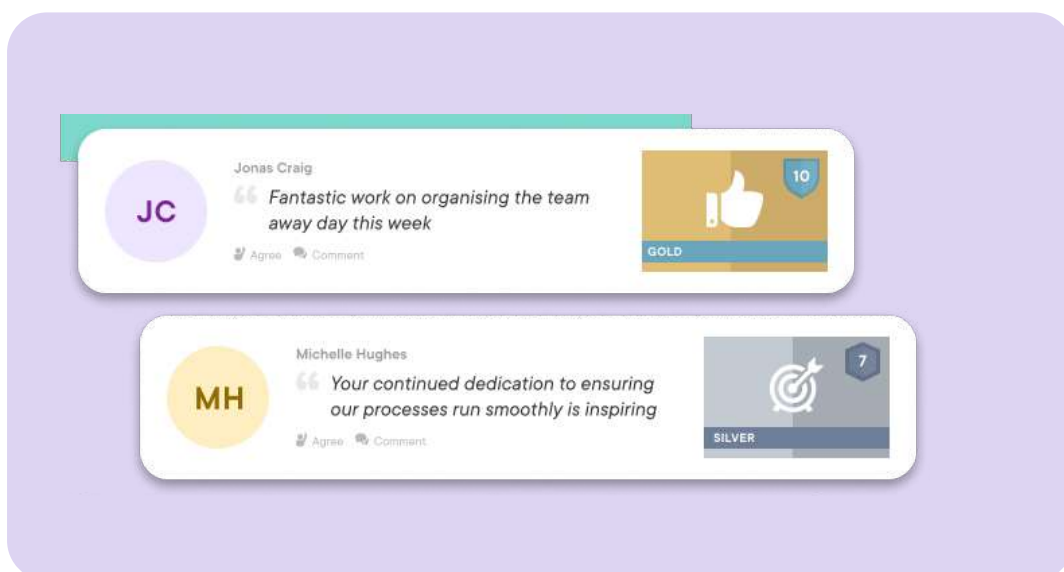 JC
Jonas Craig
“ Fantastic work on organising the team
away day this week
Agree Comment
10
GOLD
MH
Michelle Hughes
“ Your continued dedication to ensuring
our processes run smoothly is inspiring
Agree Comment
7
SILVER